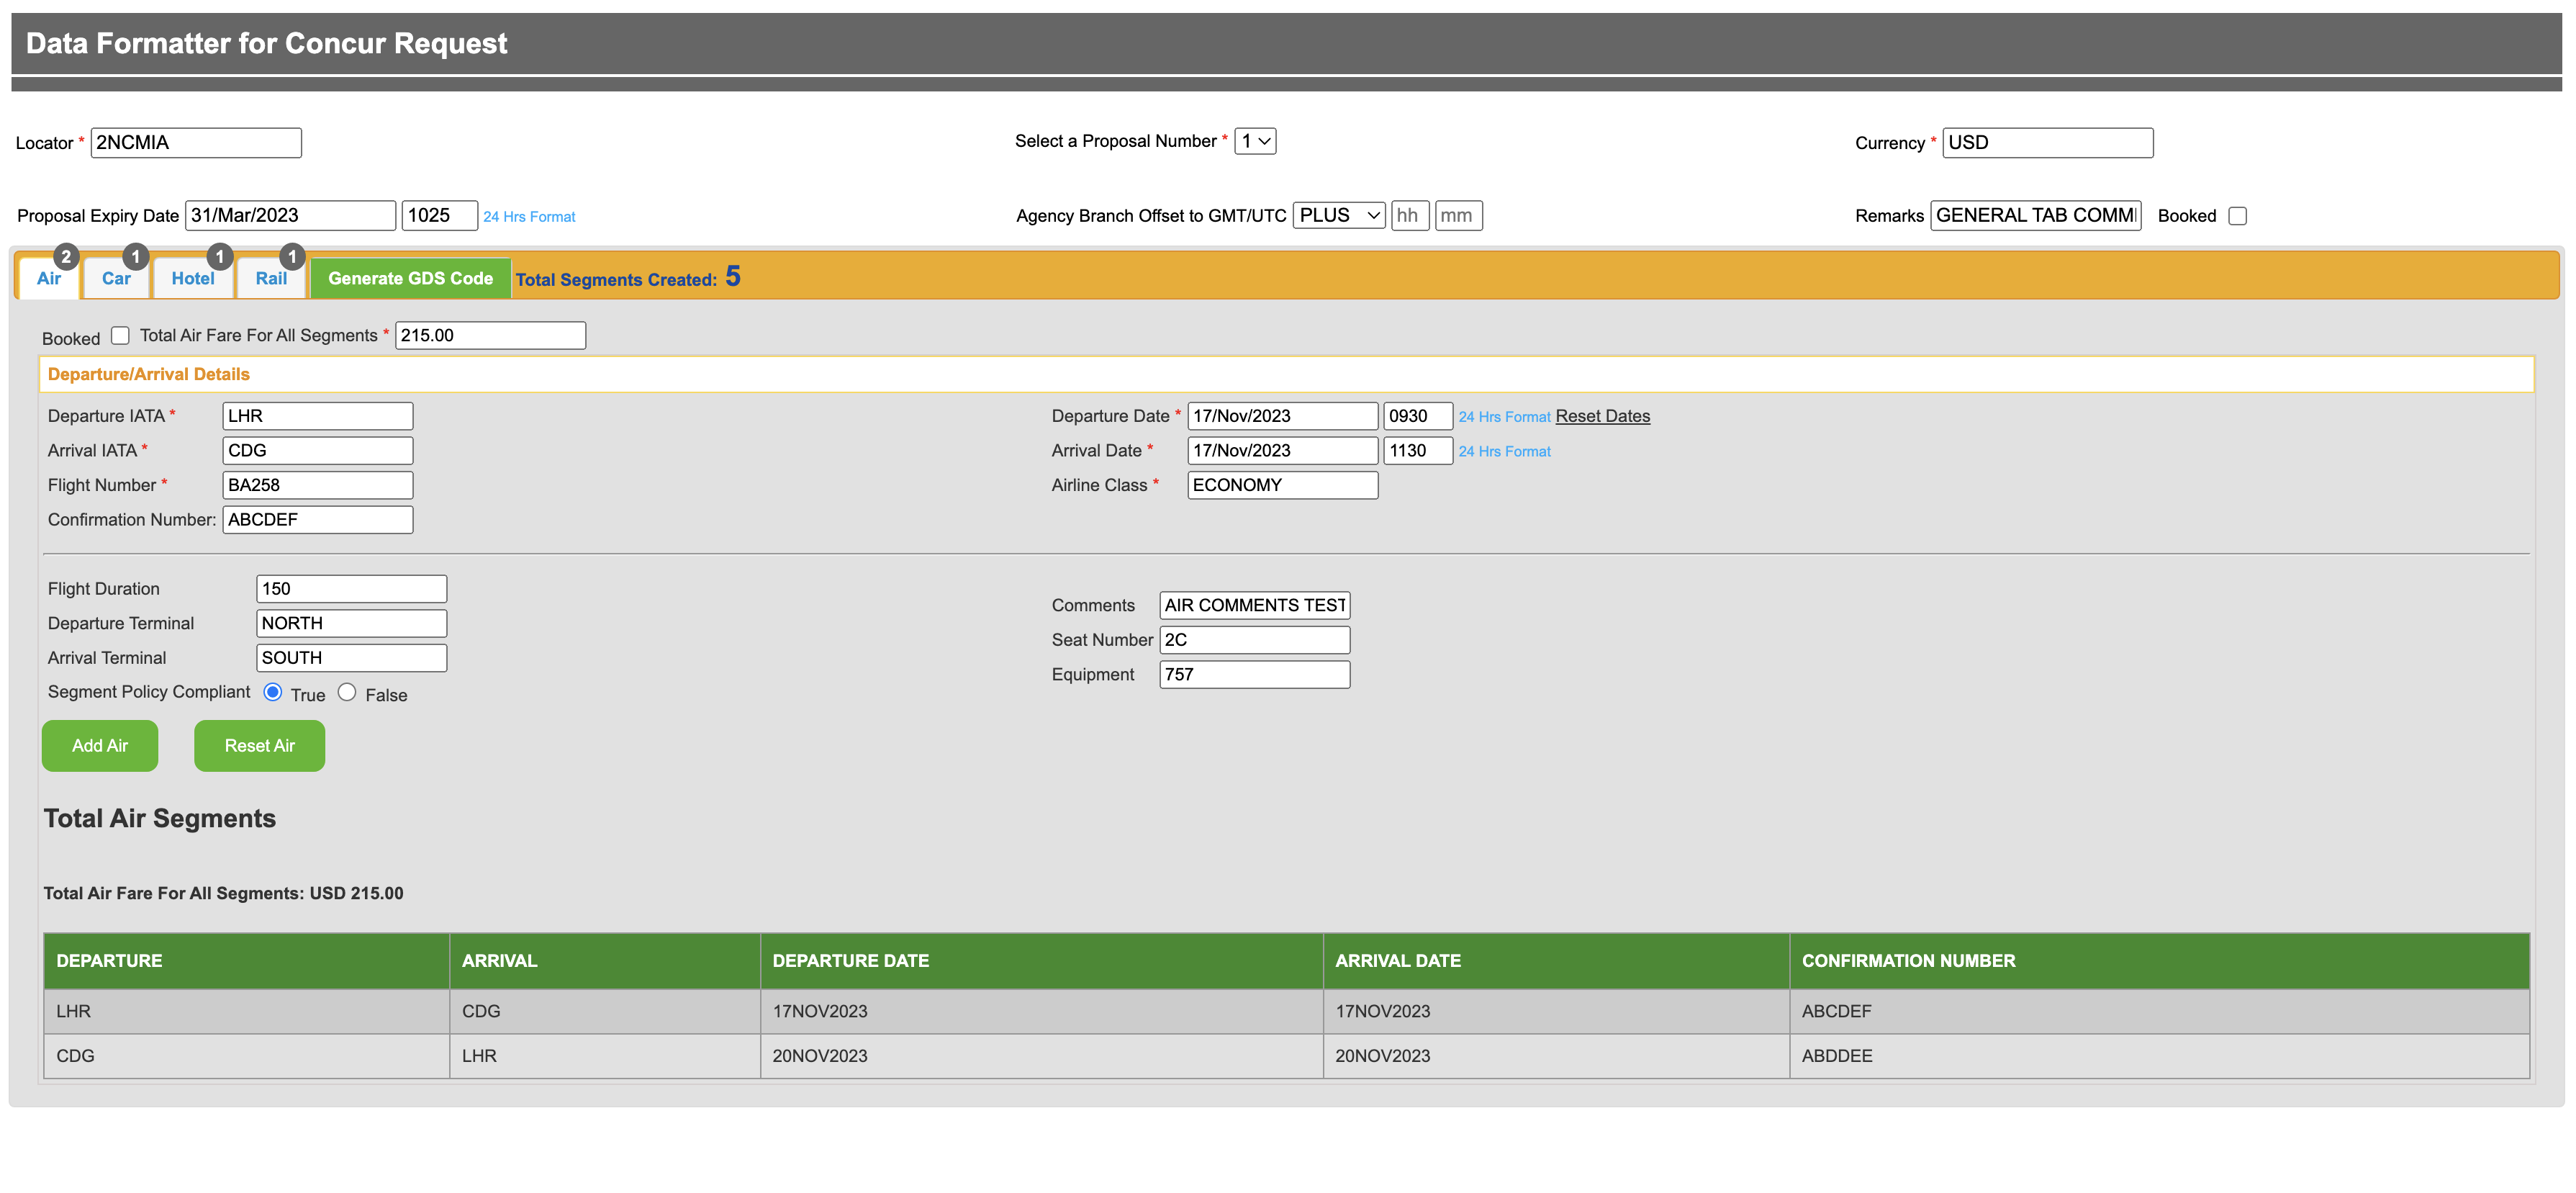 Data Formatter for Concur Request
Locator * 2NCMIA Select a Proposal Number * 1 Currency * USD
Proposal Expiry Date 31/Mar/2023 1025 24 Hrs Format Agency Branch Offset to GMT/UTC PLUS hh mm Remarks GENERAL TAB COMM Booked
Air 2 Car 1 Hotel 1 Rail 1 Generate GDS Code Total Segments Created: 5
Booked Total Air Fare For All Segments * 215.00
Departure/Arrival Details
Departure IATA * LHR Departure Date * 17/Nov/2023 0930 24 Hrs Format Reset Dates
Arrival IATA * CDG Arrival Date * 17/Nov/2023 1130 24 Hrs Format
Flight Number * BA258 Airline Class * ECONOMY
Confirmation Number: ABCDEF
Flight Duration 150
Comments AIR COMMENTS TEST
Departure Terminal NORTH
Seat Number 2C
Arrival Terminal SOUTH
Equipment 757
Segment Policy Compliant True False
Add Air Reset Air
Total Air Segments
Total Air Fare For All Segments: USD 215.00
DEPARTURE ARRIVAL DEPARTURE DATE ARRIVAL DATE CONFIRMATION NUMBER
LHR CDG 17NOV2023 17NOV2023 ABCDEF
CDG LHR 20NOV2023 20NOV2023 ABDDEE